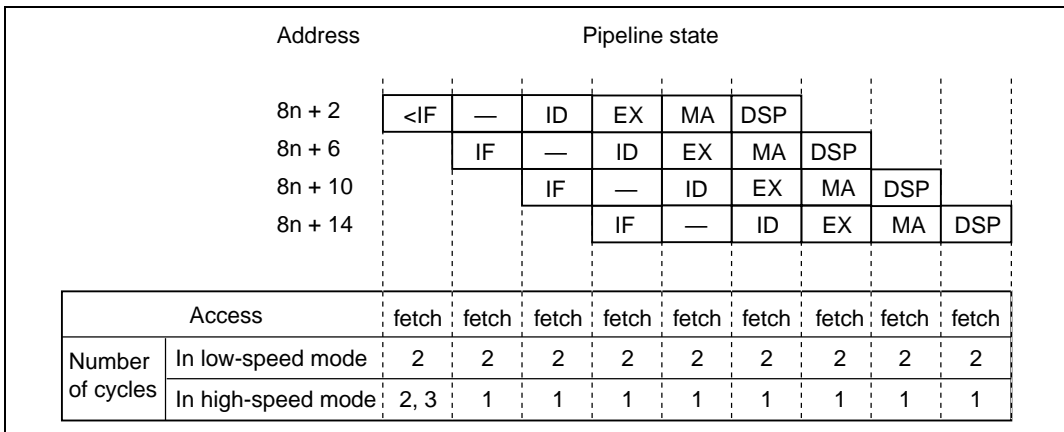 Address Pipeline state
8n + 2 <IF — ID EX MA DSP
8n + 6 IF — ID EX MA DSP
8n + 10 IF — ID EX MA DSP
8n + 14 IF — ID EX MA DSP
Access fetch fetch fetch fetch fetch fetch fetch fetch fetch
Number of cycles In low-speed mode 2 2 2 2 2 2 2 2 2
In high-speed mode 2, 3 1 1 1 1 1 1 1 1